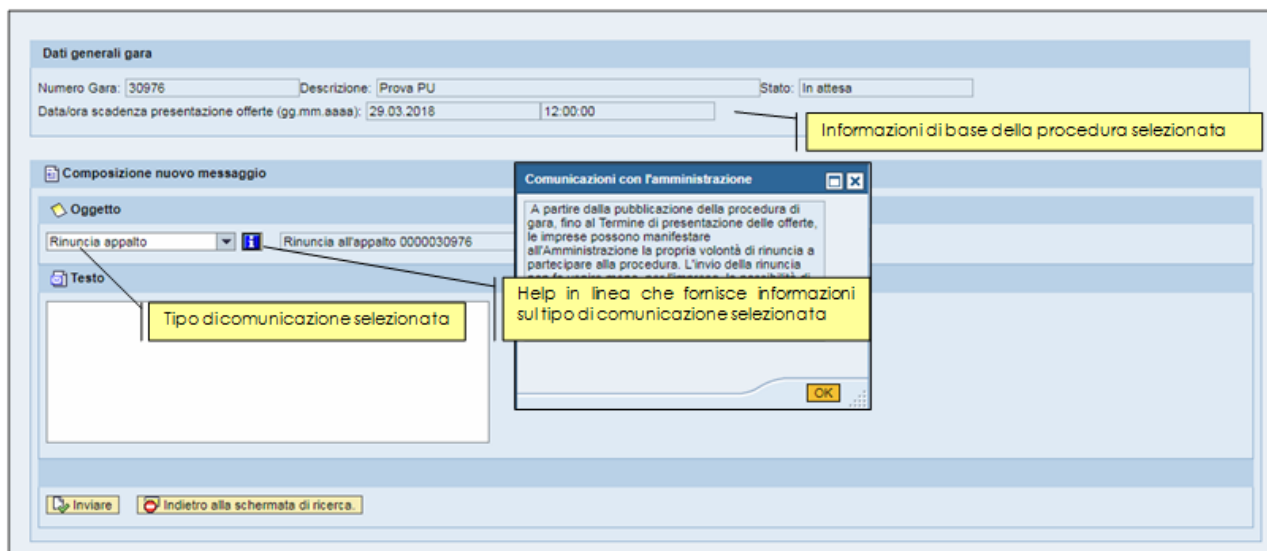 Dati generali gara
Numero Gara: 30976 Descrizione: Prova PU Stato: In attesa
Data/ora scadenza presentazione offerte (gg.mm.aaaa): 29.03.2018 12:00:00
Informazioni di base della procedura selezionata
Composizione nuovo messaggio
Oggetto
Rinuncia appalto Rinuncia all'appalto 0000030976
Testo
Tipo di comunicazione selezionata
Comunicazioni con l'amministrazione
A partire dalla pubblicazione della procedura di
gara, fino al Termine di presentazione delle offerte,
le imprese possono manifestare
all'Amministrazione la propria volontà di rinuncia a
partecipare alla procedura. L'invio della rinuncia
Help in linea che fornisce informazioni
sul tipo di comunicazione selezionata
OK
Inviare Indietro alla schermata di ricerca.